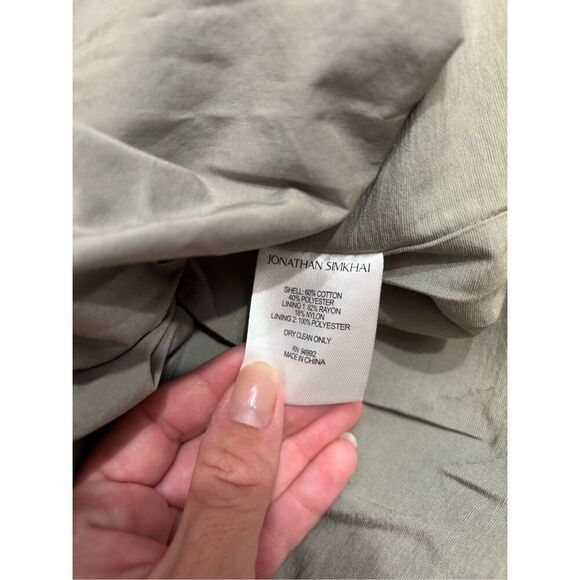 JONATHAN SIMKHAI
SHELL: 60% COTTON
40% POLYESTER
LINING 1: 82% RAYON
18% NYLON
LINING 2: 100% POLYESTER
DRY CLEAN ONLY
RN 94992
MADE IN CHINA